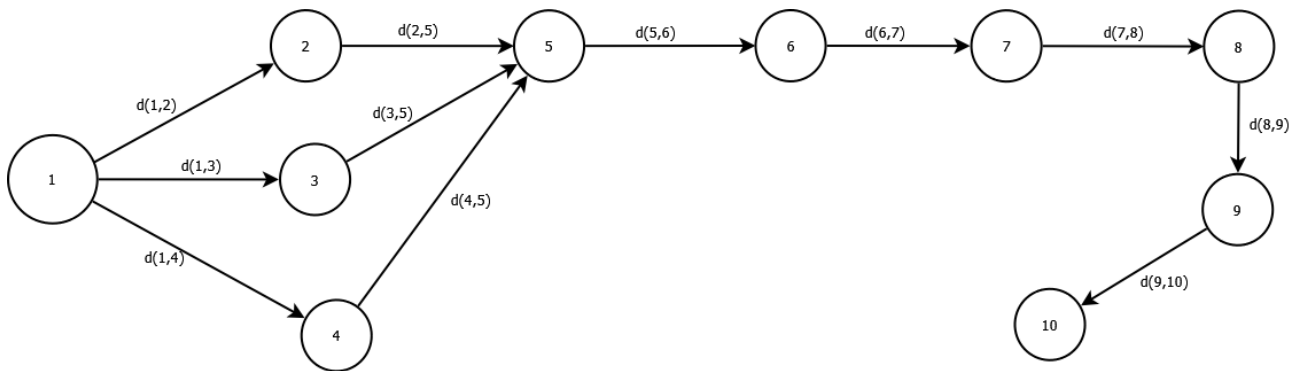 2
d(2,5)
5
d(5,6)
6
d(6,7)
7
d(7,8)
8
d(1,2)
d(3,5)
d(8,9)
1
d(1,3)
3
d(4,5)
9
d(1,4)
d(9,10)
4
10